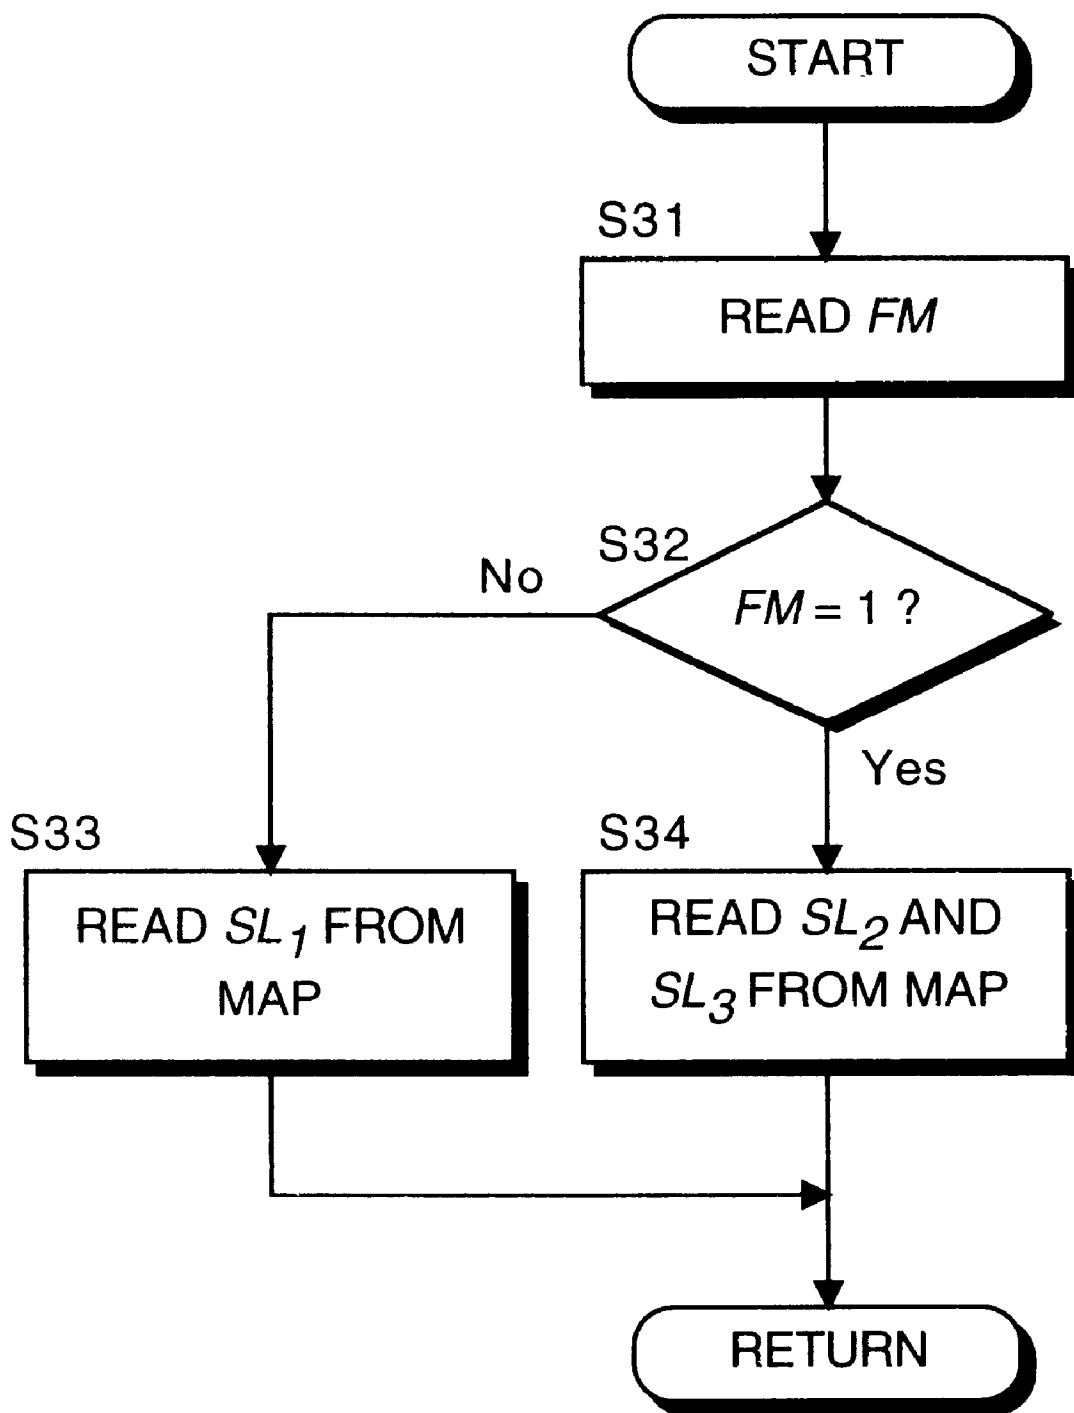 START
S31
READ FM
S32
No
FM = 1 ?
Yes
S33
READ SL1 FROM
MAP
S34
READ SL2 AND
SL3 FROM MAP
RETURN